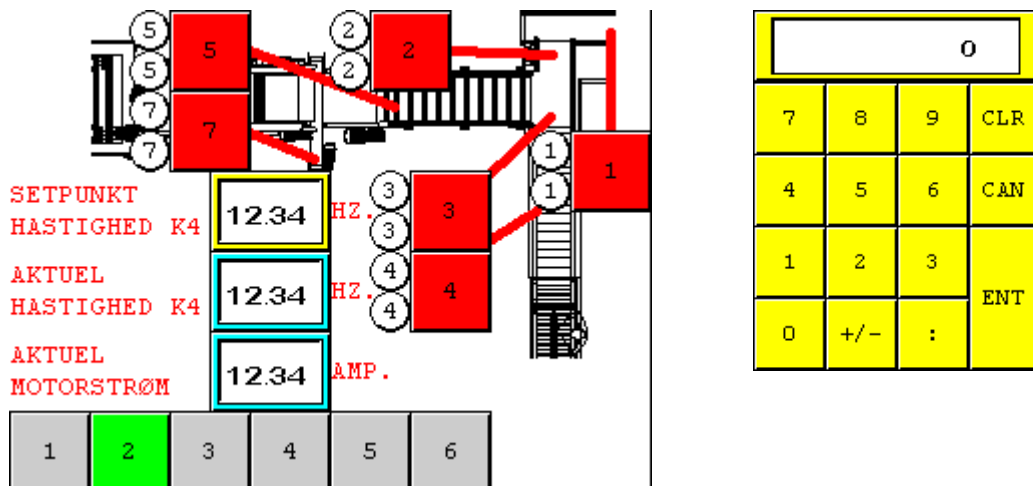 5
5
5
7
7
7
2
2
2
1
1
1
SETPUNKT
HASTIGHED K4
12.34
HZ.
3
3
3
AKTUEL
HASTIGHED K4
12.34
HZ.
4
4
4
AKTUEL
MOTORSTRØM
12.34
AMP.
1 2 3 4 5 6
0
7 8 9 CLR
4 5 6 CAN
1 2 3
ENT
0 +/- :